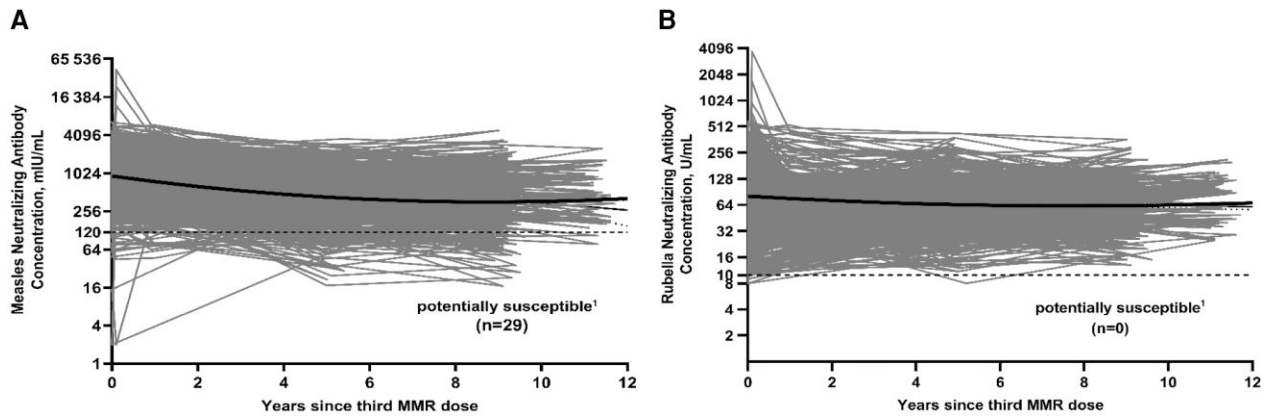 A
Measles Neutralizing Antibody
Concentration, mIU/mL
65 536
16 384
4096
1024
256
120
64
16
4
1
potentially susceptible¹
(n=29)
0 2 4 6 8 10 12
Years since third MMR dose
B
Rubella Neutralizing Antibody
Concentration, U/mL
4096
2048
1024
512
256
128
64
32
16
10
8
4
2
potentially susceptible¹
(n=0)
0 2 4 6 8 10 12
Years since third MMR dose